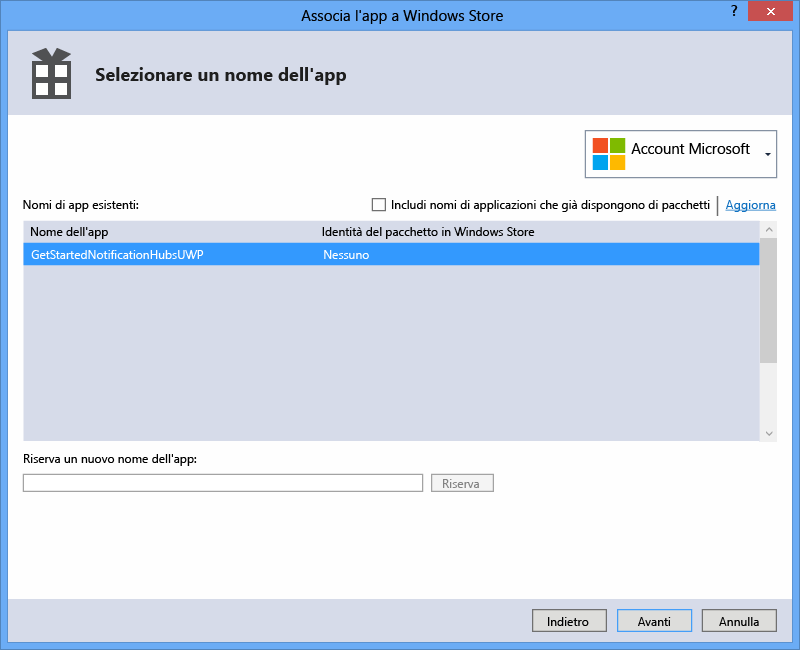 Associa l'app a Windows Store
?
Selezionare un nome dell'app
Account Microsoft
Nomi di app esistenti:
Includi nomi di applicazioni che già dispongono di pacchetti
Aggiorna
Nome dell'app
Identità del pacchetto in Windows Store
GetStartedNotificationHubsUWP
Nessuno
Riserva un nuovo nome dell'app:
Riserva
Indietro
Avanti
Annulla